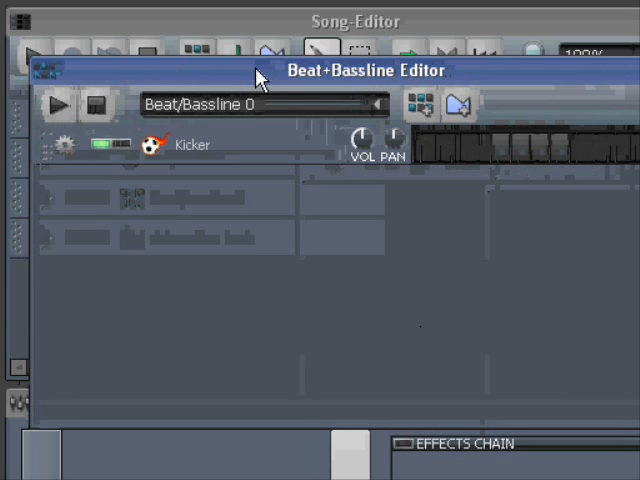 Song-Editor
100%
Beat+Bassline Editor
Beat/Bassline 0
Kicker
VOL PAN
EFFECTS CHAIN